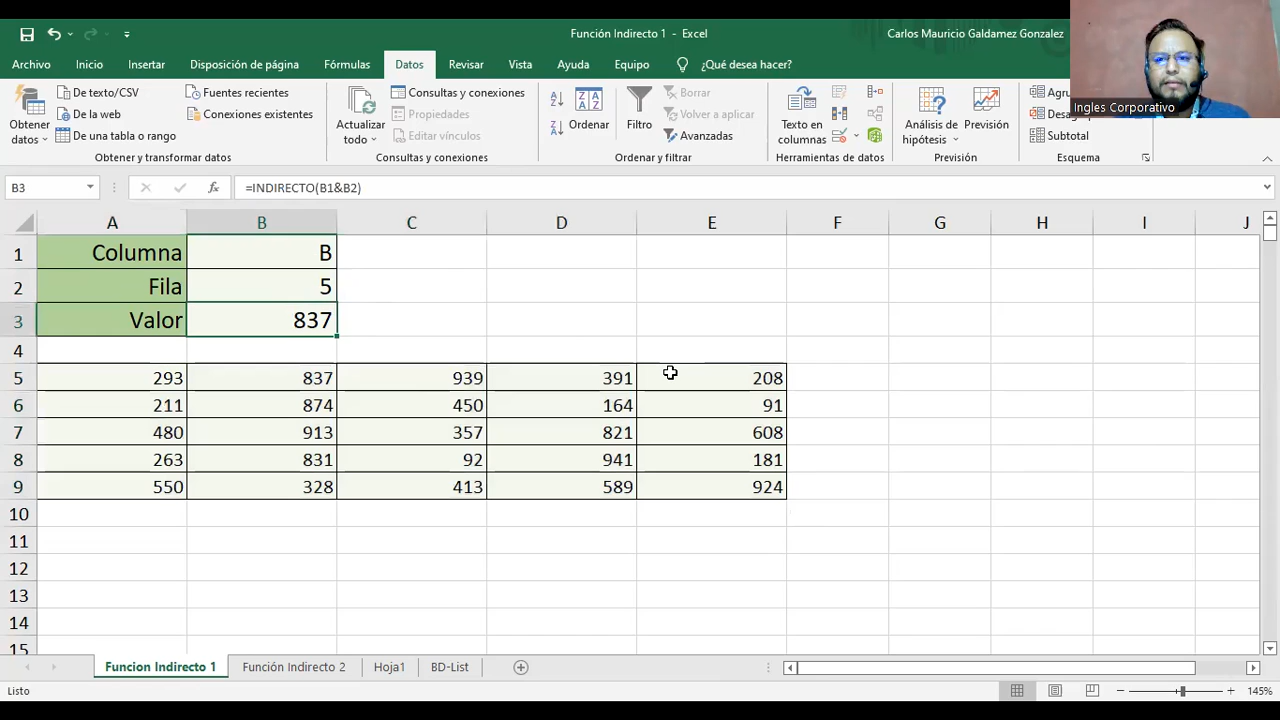 Función Indirecto 1 - Excel
Carlos Mauricio Galdamez Gonzalez
Archivo Inicio Insertar Disposición de página Fórmulas Datos Revisar Vista Ayuda Equipo ¿Qué desea hacer?
Obtener datos
De texto/CSV
De la web
De una tabla o rango
Fuentes recientes
Conexiones existentes
Obtener y transformar datos
Actualizar todo
Consultas y conexiones
Propiedades
Editar vínculos
Consultas y conexiones
Ordenar
Filtro
Borrar
Volver a aplicar
Avanzadas
Ordenar y filtrar
Texto en columnas
Herramientas de datos
Análisis de hipótesis
Previsión
Previsión
Subtotal
Esquema
Ingles Corporativo
B3 fx =INDIRECTO(B1&B2)
A B C D E F G H I J
1 Columna B
2 Fila 5
3 Valor 837
4
5 293 837 939 391 208
6 211 874 450 164 91
7 480 913 357 821 608
8 263 831 92 941 181
9 550 328 413 589 924
10
11
12
13
14
15
Funcion Indirecto 1 Función Indirecto 2 Hoja1 BD-List
Listo
145%